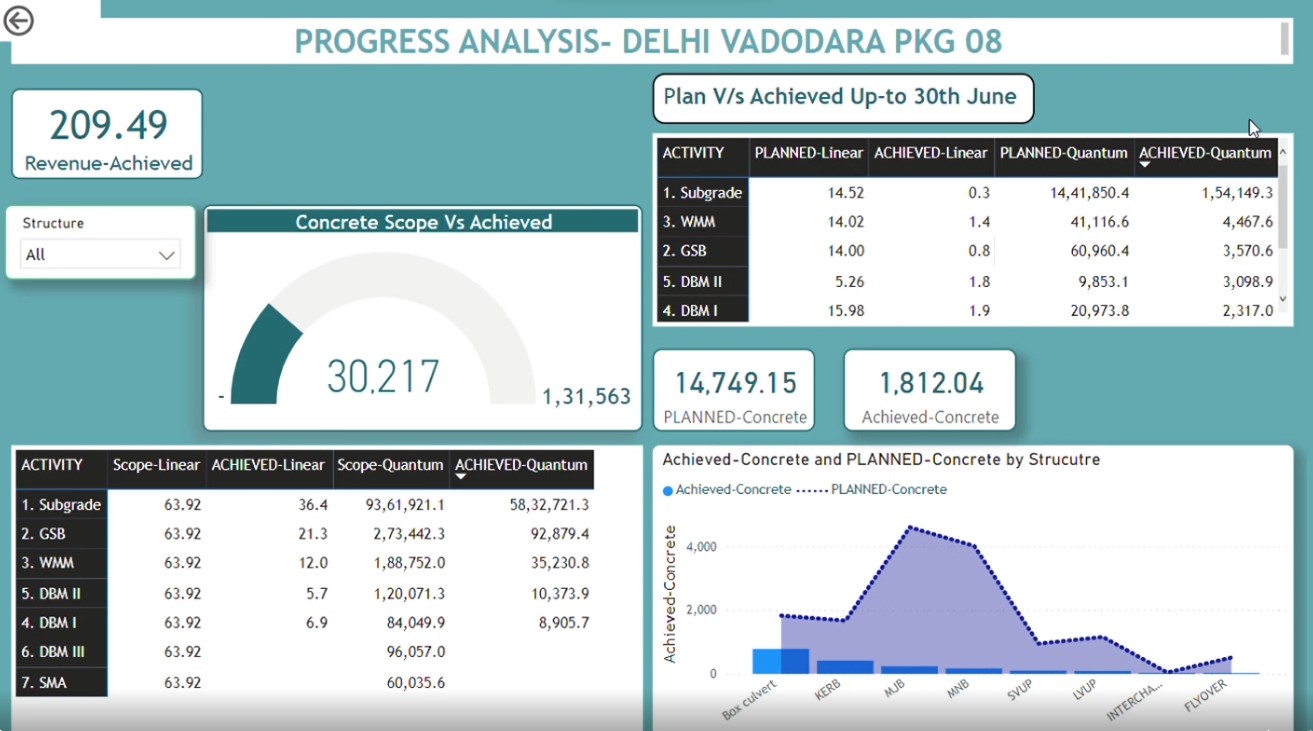 PROGRESS ANALYSIS- DELHI VADODARA PKG 08
209.49
Revenue-Achieved
Structure
All
Concrete Scope Vs Achieved
30,217
-
1,31,563
Plan V/s Achieved Up-to 30th June
ACTIVITY PLANNED-Linear ACHIEVED-Linear PLANNED-Quantum ACHIEVED-Quantum
1. Subgrade 14.52 0.3 14,41,850.4 1,54,149.3
3. WMM 14.02 1.4 41,116.6 4,467.6
2. GSB 14.00 0.8 60,960.4 3,570.6
5. DBM II 5.26 1.8 9,853.1 3,098.9
4. DBM I 15.98 1.9 20,973.8 2,317.0
14,749.15
PLANNED-Concrete
1,812.04
Achieved-Concrete
ACTIVITY Scope-Linear ACHIEVED-Linear Scope-Quantum ACHIEVED-Quantum
1. Subgrade 63.92 36.4 93,61,921.1 58,32,721.3
2. GSB 63.92 21.3 2,73,442.3 92,879.4
3. WMM 63.92 12.0 1,88,752.0 35,230.8
5. DBM II 63.92 5.7 1,20,071.3 10,373.9
4. DBM I 63.92 6.9 84,049.9 8,905.7
6. DBM III 63.92 96,057.0
7. SMA 63.92 60,035.6
Achieved-Concrete and PLANNED-Concrete by Strucutre
Achieved-Concrete PLANNED-Concrete
Achieved-Concrete
4,000
2,000
0
Box culvert KERB MJB MNB SVUP LVUP INTERCHA... FLYOVER